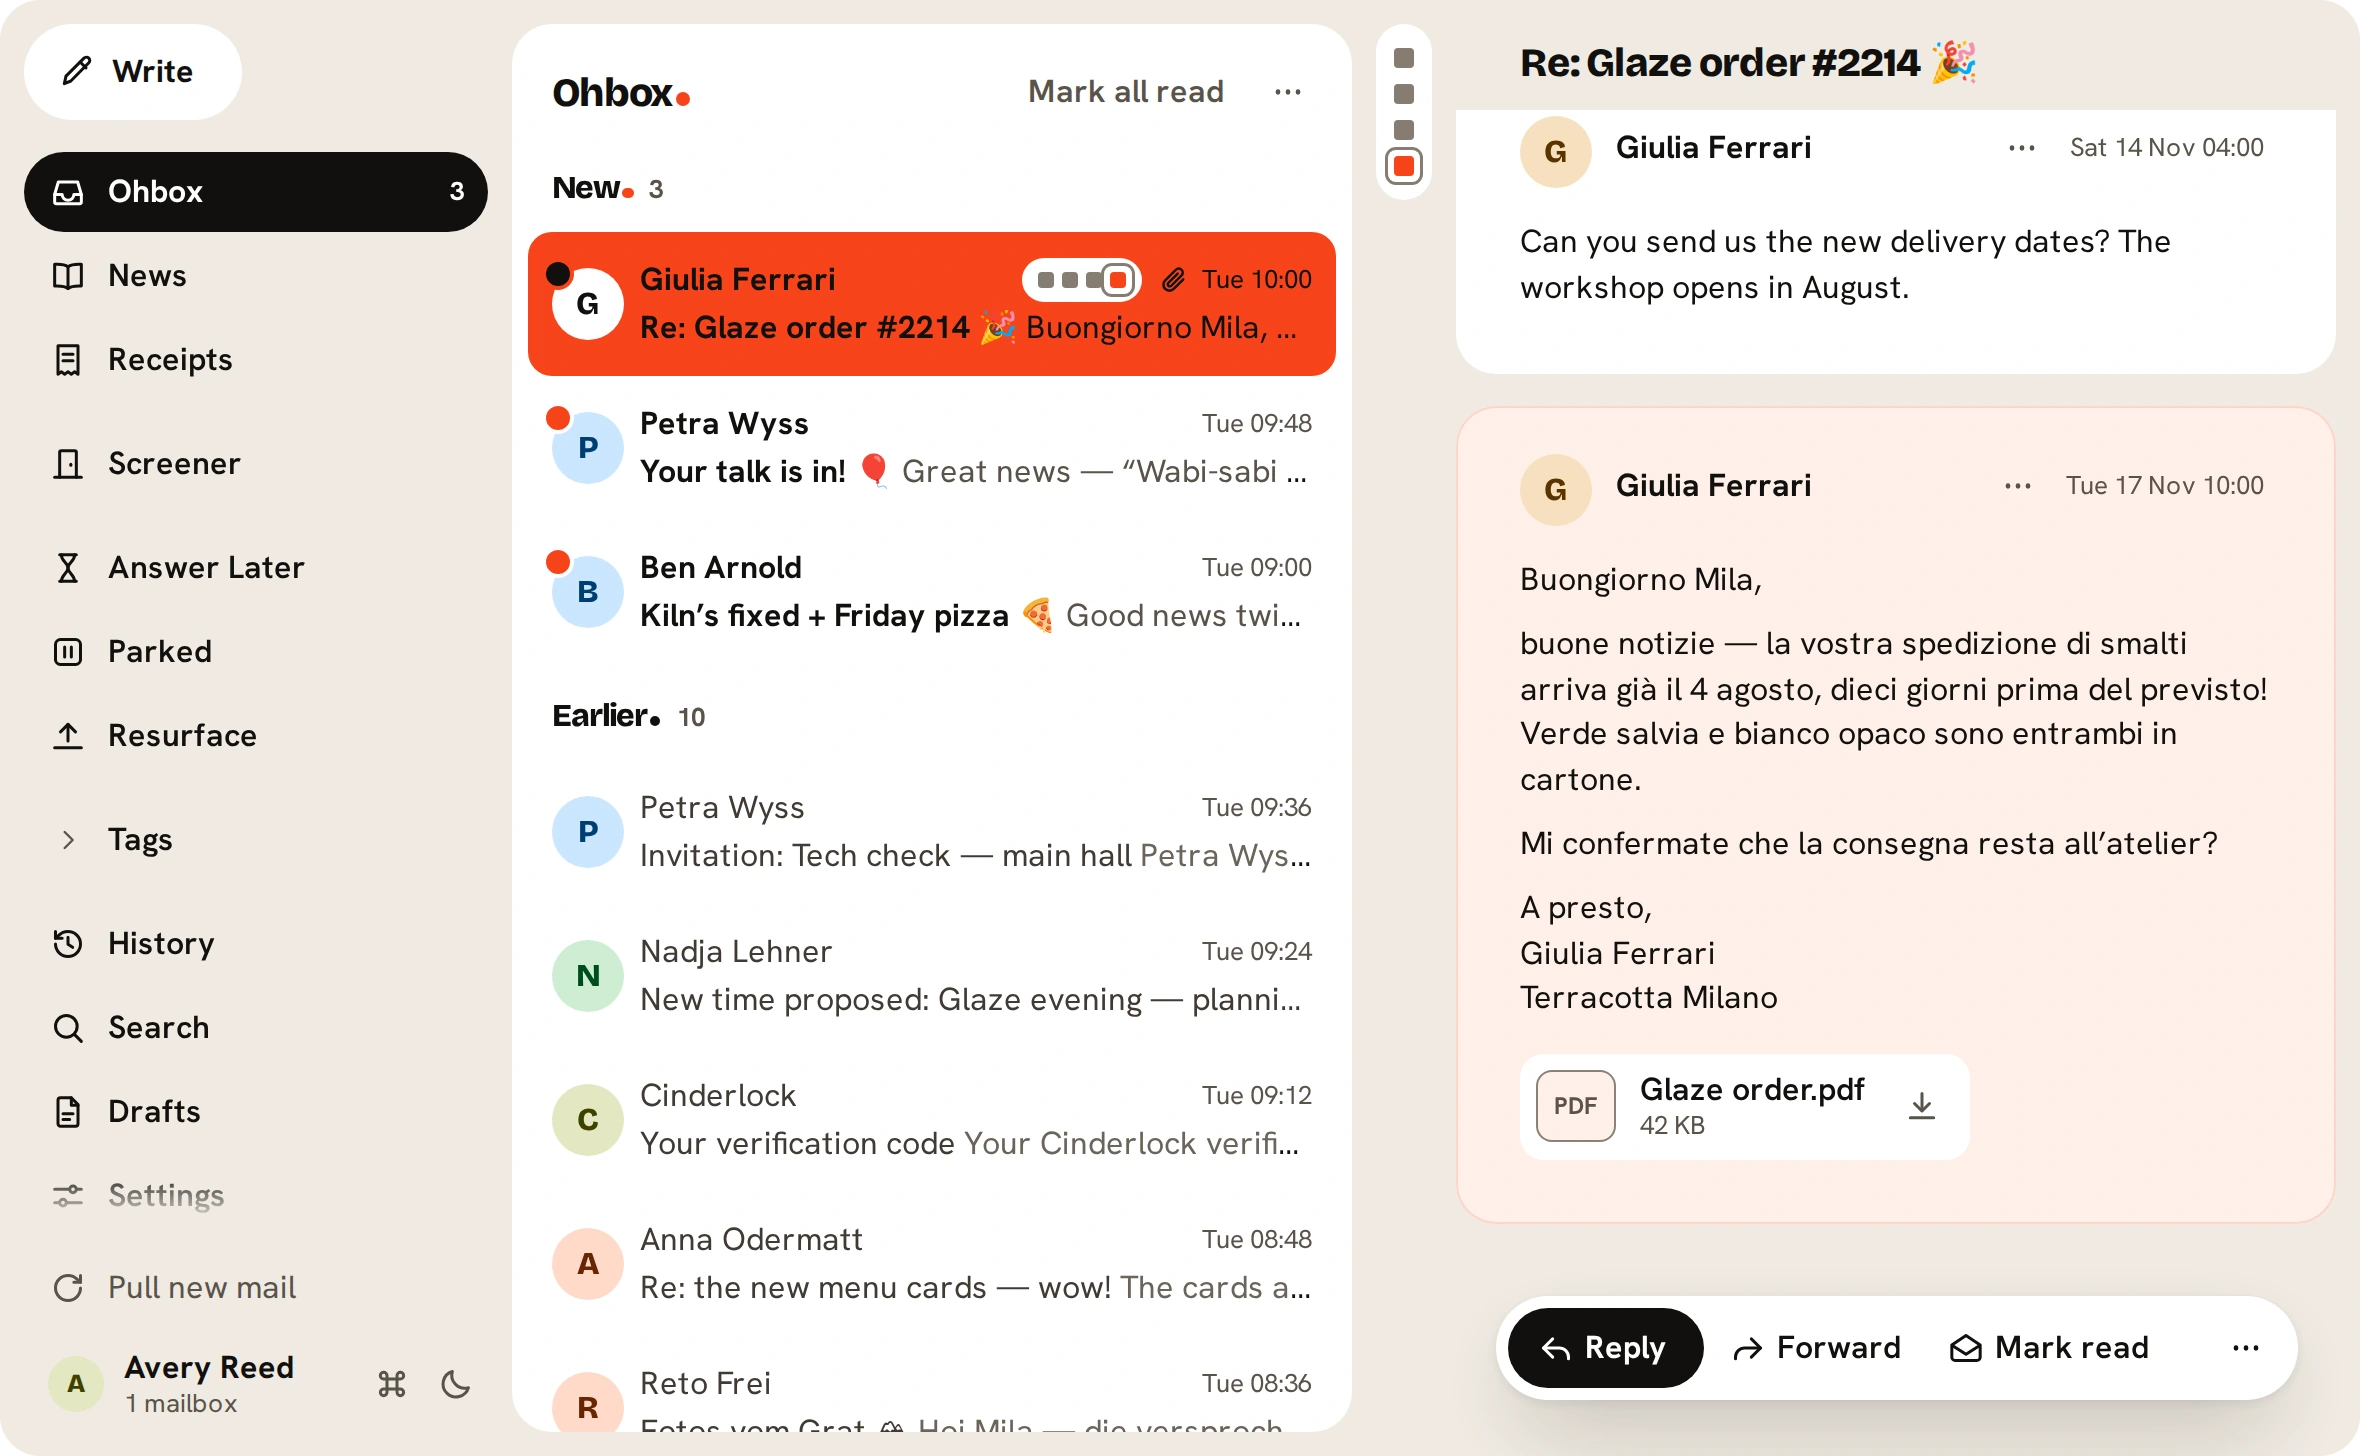 Write
Ohbox 3
News
Receipts
Screener
Answer Later
Parked
Resurface
Tags
History
Search
Drafts
Settings
Pull new mail
A Avery Reed
1 mailbox
Ohbox.
Mark all read ...
New. 3
G Giulia Ferrari Tue 10:00
Re: Glaze order #2214 🎉 Buongiorno Mila, ...
P Petra Wyss Tue 09:48
Your talk is in! 🎈 Great news — “Wabi-sabi ...
B Ben Arnold Tue 09:00
Kiln’s fixed + Friday pizza 🍕 Good news twi...
Earlier. 10
P Petra Wyss Tue 09:36
Invitation: Tech check — main hall Petra Wys...
N Nadja Lehner Tue 09:24
New time proposed: Glaze evening — planni...
C Cinderlock Tue 09:12
Your verification code Your Cinderlock verifi...
A Anna Odermatt Tue 08:48
Re: the new menu cards — wow! The cards a...
R Reto Frei Tue 08:36
Fotos vom Grat 🏔 Hoi Mila — die versproch...
Re: Glaze order #2214 🎉
G Giulia Ferrari ... Sat 14 Nov 04:00
Can you send us the new delivery dates? The
workshop opens in August.
G Giulia Ferrari ... Tue 17 Nov 10:00
Buongiorno Mila,
buone notizie — la vostra spedizione di smalti
arriva già il 4 agosto, dieci giorni prima del previsto!
Verde salvia e bianco opaco sono entrambi in
cartone.
Mi confermate che la consegna resta all’atelier?
A presto,
Giulia Ferrari
Terracotta Milano
PDF Glaze order.pdf
42 KB
Reply Forward Mark read ...